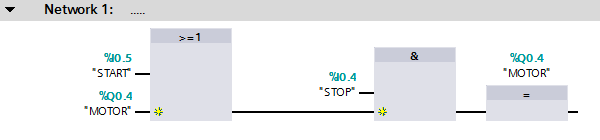 Network 1: .....
>=1
%I0.5
"START"
%Q0.4
"MOTOR"
&
%I0.4
"STOP"
%Q0.4
"MOTOR"
=